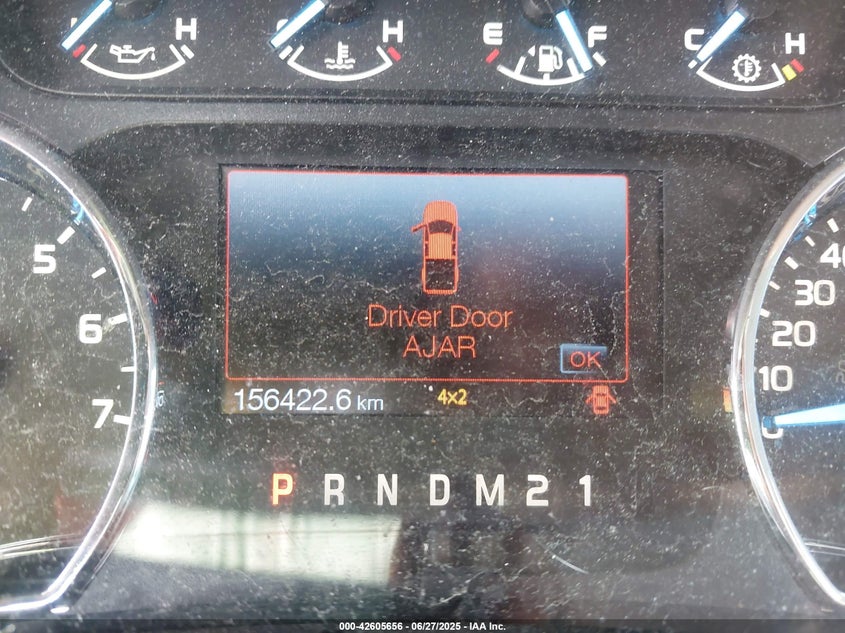 H H E F C H
5
6
7
40
30
20
10
0
Driver Door
AJAR
OK
156422.6 km 4x2
P R N D M 2 1
000-42605656 - 06/27/2025 - IAA Inc.